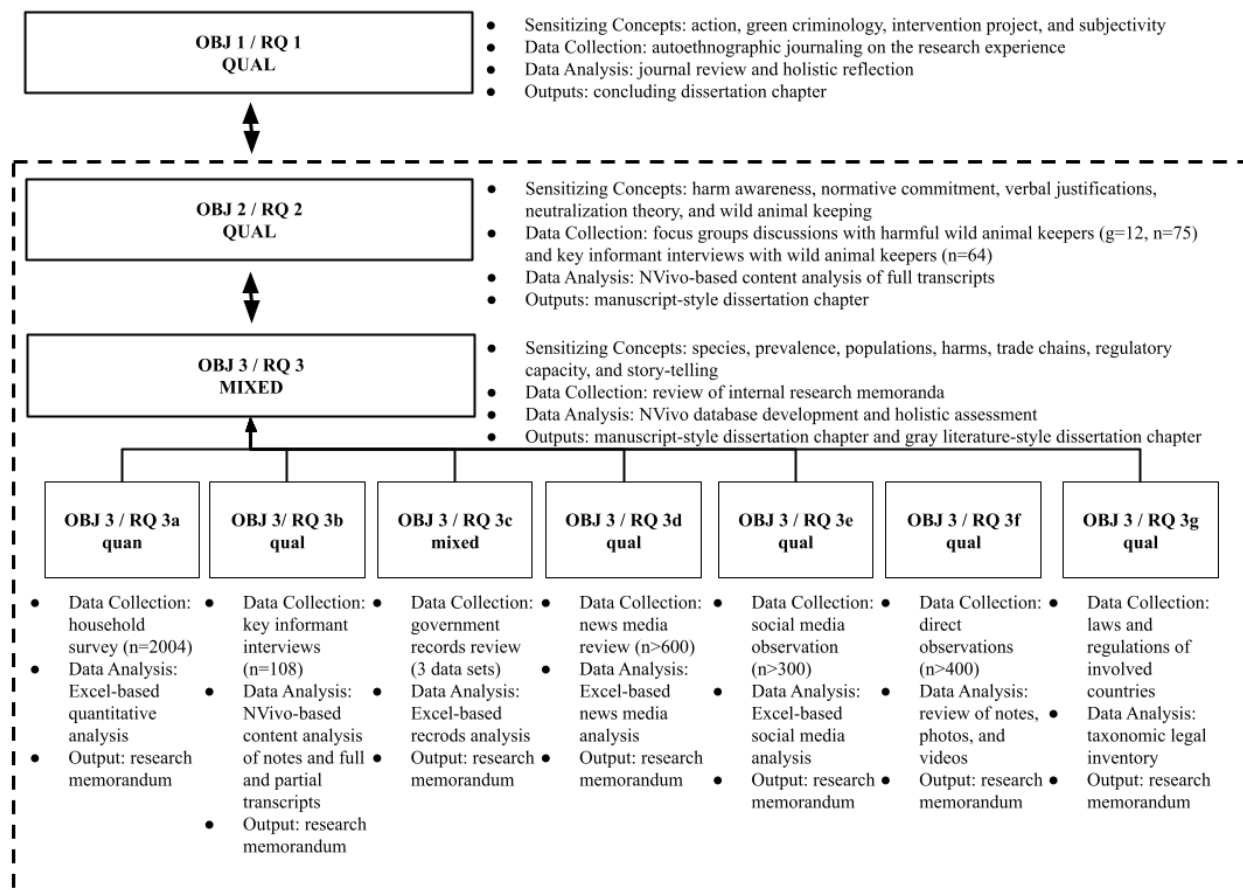 OBJ 1 / RQ 1
QUAL
● Sensitizing Concepts: action, green criminology, intervention project, and subjectivity
● Data Collection: autoethnographic journaling on the research experience
● Data Analysis: journal review and holistic reflection
● Outputs: concluding dissertation chapter
OBJ 2 / RQ 2
QUAL
● Sensitizing Concepts: harm awareness, normative commitment, verbal justifications,
neutralization theory, and wild animal keeping
● Data Collection: focus groups discussions with harmful wild animal keepers (g=12, n=75)
and key informant interviews with wild animal keepers (n=64)
● Data Analysis: NVivo-based content analysis of full transcripts
● Outputs: manuscript-style dissertation chapter
OBJ 3 / RQ 3
MIXED
● Sensitizing Concepts: species, prevalence, populations, harms, trade chains, regulatory
capacity, and story-telling
● Data Collection: review of internal research memoranda
● Data Analysis: NVivo database development and holistic assessment
● Outputs: manuscript-style dissertation chapter and gray literature-style dissertation chapter
OBJ 3 / RQ 3a
quan
● Data Collection:
household
survey (n=2004)
● Data Analysis:
Excel-based
quantitative
analysis
● Output: research
memorandum
OBJ 3/ RQ 3b
qual
● Data Collection:
key informant
interviews
(n=108)
● Data Analysis:
NVivo-based
content analysis
of notes and full
and partial
transcripts
● Output: research
memorandum
OBJ 3 / RQ 3c
mixed
● Data Collection:
government
records review
(3 data sets)
● Data Analysis:
Excel-based
recrods analysis
● Output: research
memorandum
OBJ 3 / RQ 3d
qual
● Data Collection:
news media
review (n>600)
● Data Analysis:
Excel-based
news media
analysis
● Output: research
memorandum
OBJ 3 / RQ 3e
qual
● Data Collection:
social media
observation
(n>300)
● Data Analysis:
Excel-based
social media
analysis
● Output: research
memorandum
OBJ 3 / RQ 3f
qual
● Data Collection:
direct
observations
(n>400)
● Data Analysis:
review of notes,
photos, and
videos
● Output: research
memorandum
OBJ 3 / RQ 3g
qual
● Data Collection:
laws and
regulations of
involved
countries
● Data Analysis:
taxonomic legal
inventory
● Output: research
memorandum